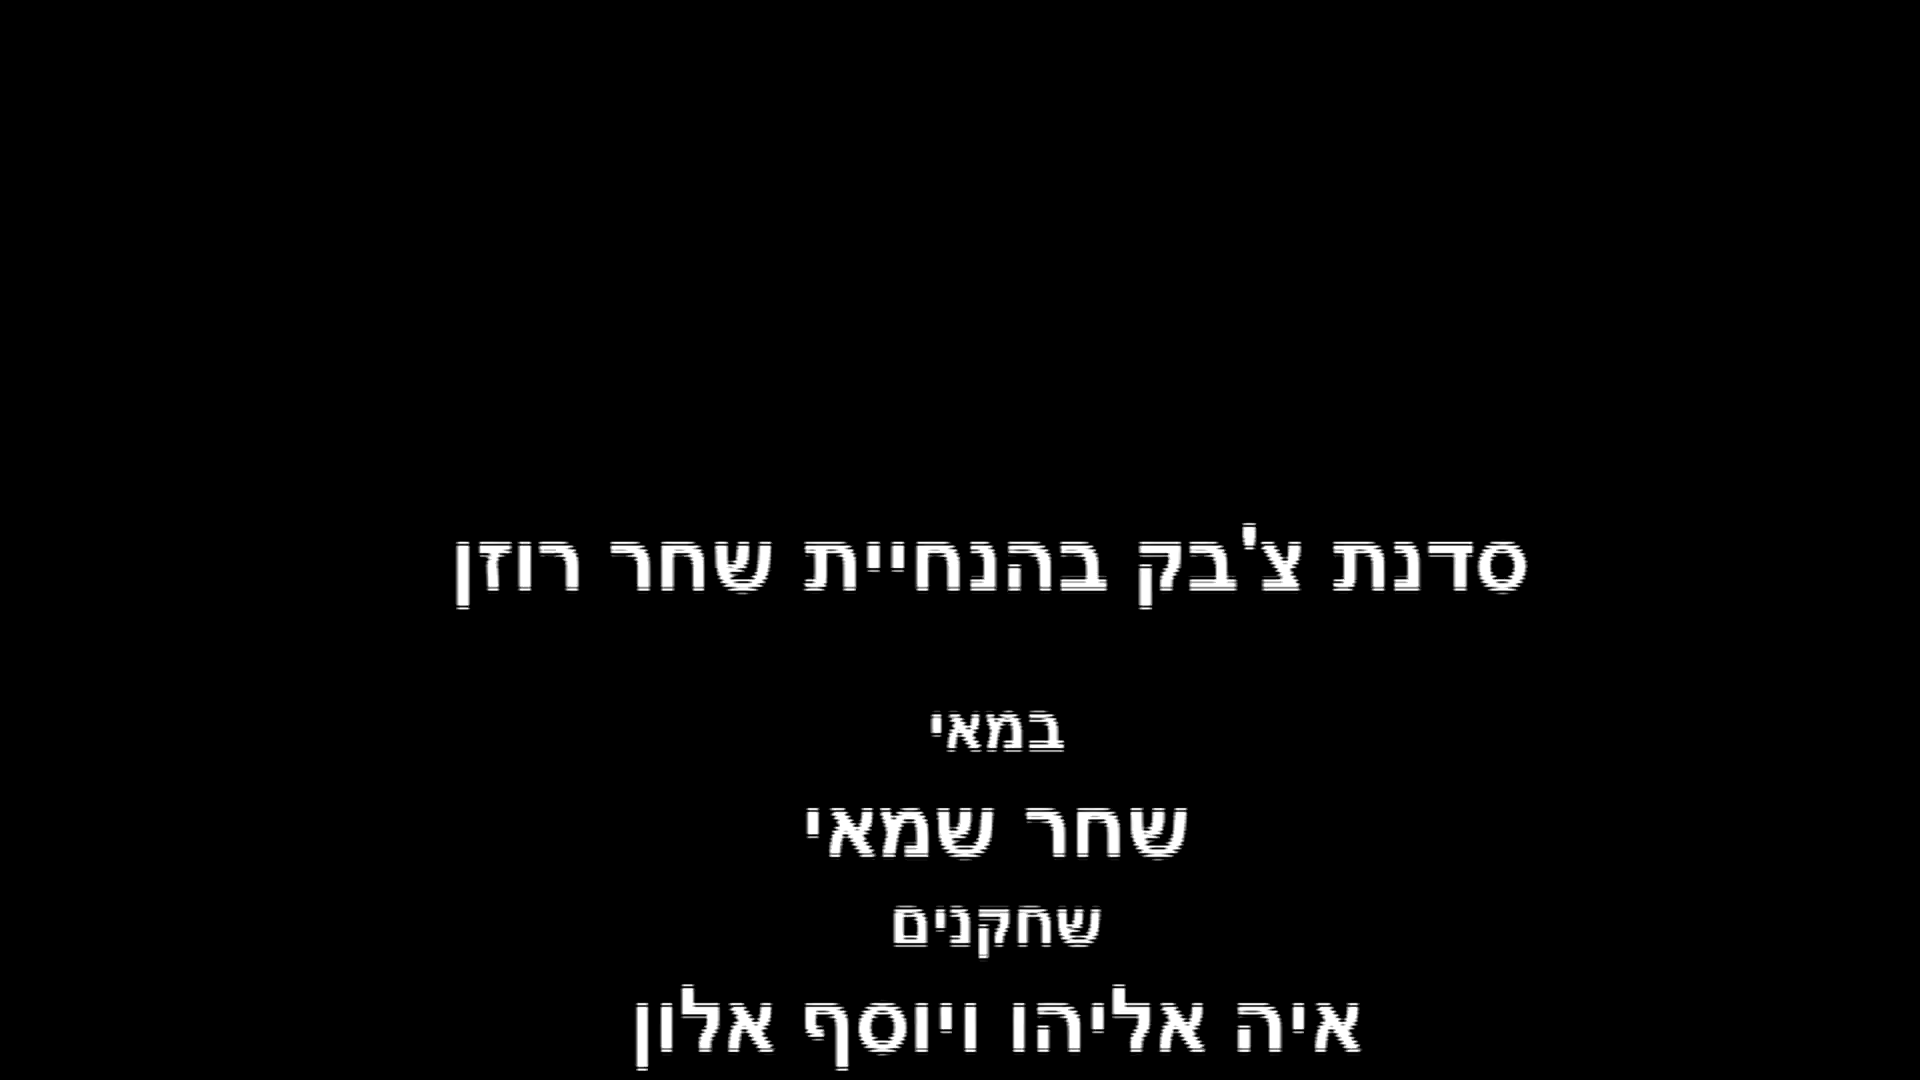 סדנת צ'בק בהנחיית שחר רוזן
במאי
שחר שמאי
שחקנים
איה אליהו ויוסף אלון